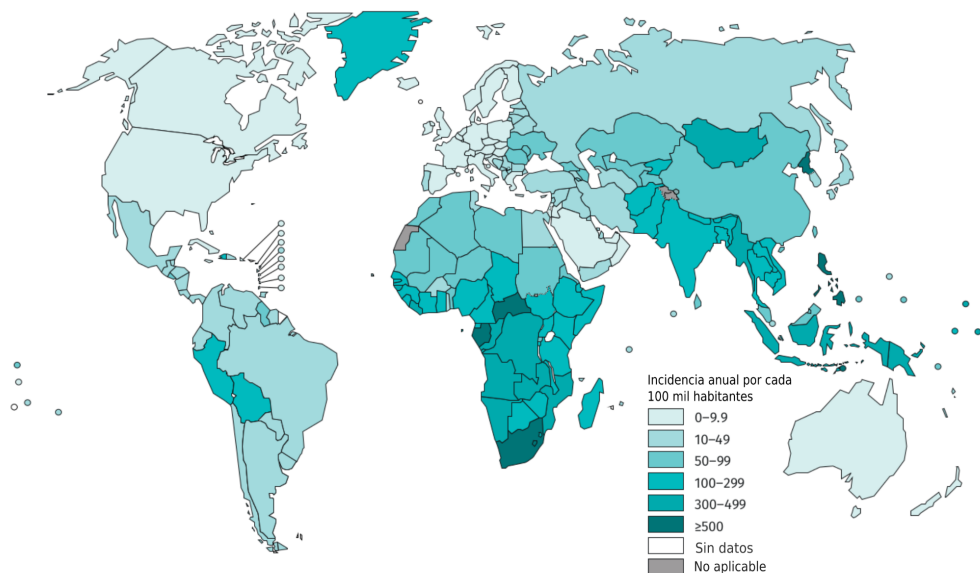 Incidencia anual por cada
100 mil habitantes
0–9.9
10–49
50–99
100–299
300–499
≥500
Sin datos
No aplicable